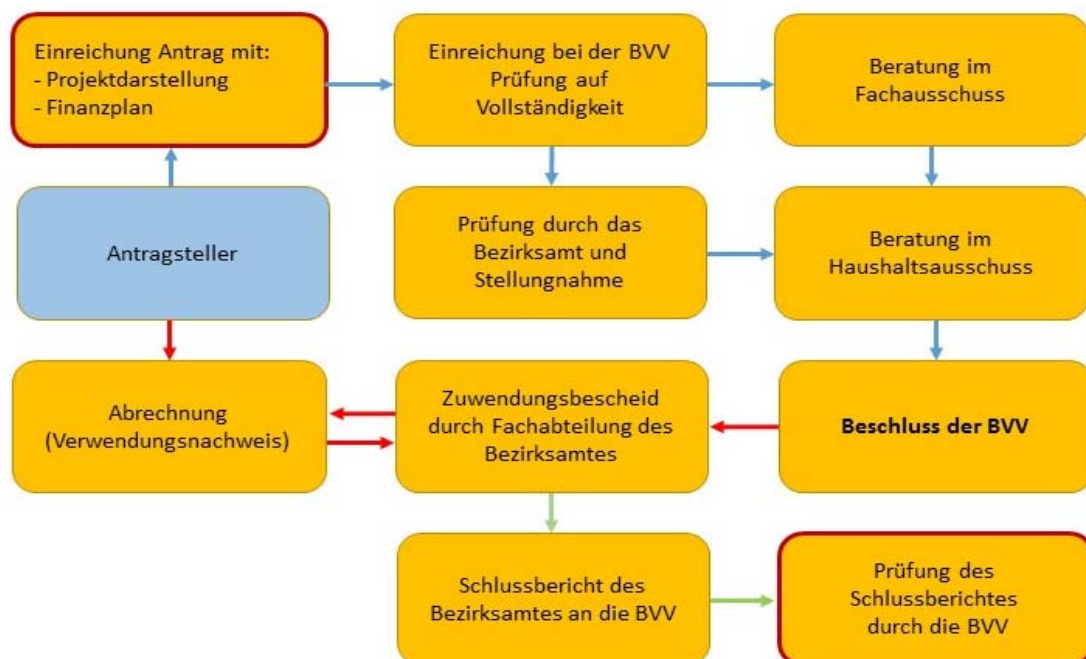 Einreichung Antrag mit:
- Projektdarstellung
- Finanzplan
Einreichung bei der BVV
Prüfung auf
Vollständigkeit
Beratung im
Fachausschuss
Antragsteller
Prüfung durch das
Bezirksamt und
Stellungnahme
Beratung im
Haushaltsausschuss
Abrechnung
(Verwendungsnachweis)
Zuwendungsbescheid
durch Fachabteilung des
Bezirksamtes
Beschluss der BVV
Schlussbericht des
Bezirksamtes an die BVV
Prüfung des
Schlussberichtes
durch die BVV